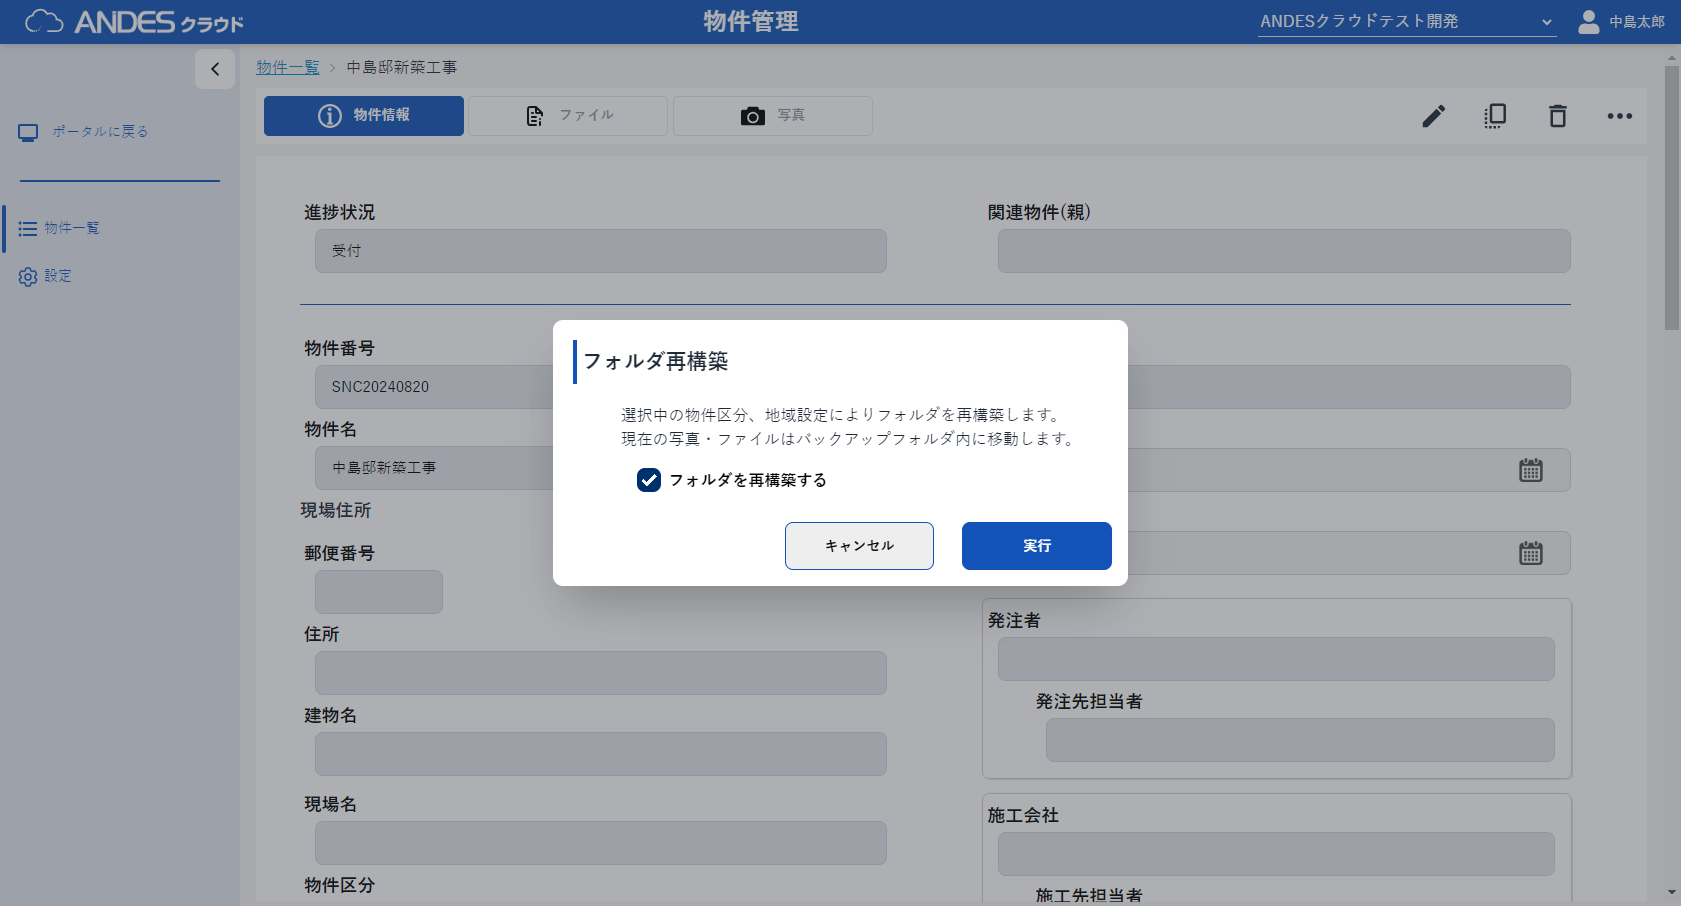 ANDESクラウド
物件管理
ANDESクラウドテスト開発
中島太郎
物件一覧 > 中島邸新築工事
ポータルに戻る
物件一覧
設定
物件情報
ファイル
写真
進捗状況
受付
関連物件(親)
物件番号
SNC20240820
物件名
中島邸新築工事
現場住所
郵便番号
住所
建物名
現場名
物件区分
フォルダ再構築
選択中の物件区分、地域設定によりフォルダを再構築します。
現在の写真・ファイルはバックアップフォルダ内に移動します。
フォルダを再構築する
キャンセル
実行
発注者
発注先担当者
施工会社
施工先担当者